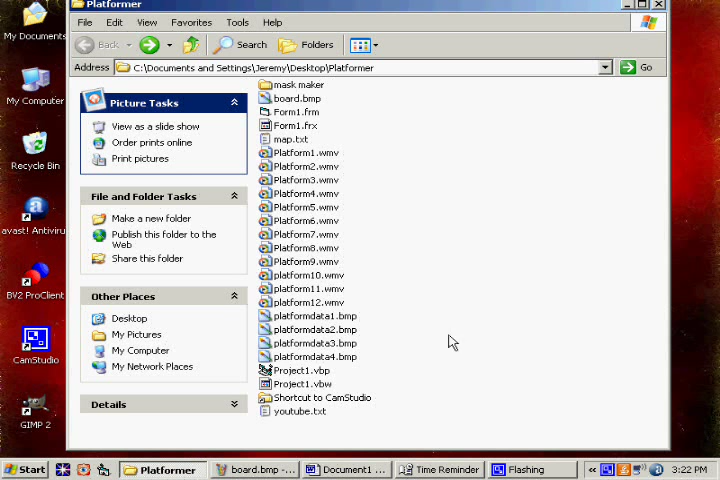 Platformer
File Edit View Favorites Tools Help
Back Search Folders
Address C:\Documents and Settings\Jeremy\Desktop\Platformer Go
My Documents
My Computer
Recycle Bin
avast! Antiviru
BV2 ProClient
CamStudio
GIMP 2
Picture Tasks
View as a slide show
Order prints online
Print pictures
File and Folder Tasks
Make a new folder
Publish this folder to the
Web
Share this folder
Other Places
Desktop
My Pictures
My Computer
My Network Places
Details
mask maker
board.bmp
Form1.frm
Form1.frx
map.txt
Platform1.wmv
Platform2.wmv
Platform3.wmv
Platform4.wmv
Platform5.wmv
Platform6.wmv
Platform7.wmv
Platform8.wmv
Platform9.wmv
platform10.wmv
platform11.wmv
platform12.wmv
platformdata1.bmp
platformdata2.bmp
platformdata3.bmp
platformdata4.bmp
Project1.vbp
Project1.vbw
Shortcut to CamStudio
youtube.txt
Start Platformer board.bmp -... Document1 ... Time Reminder Flashing « 3:22 PM